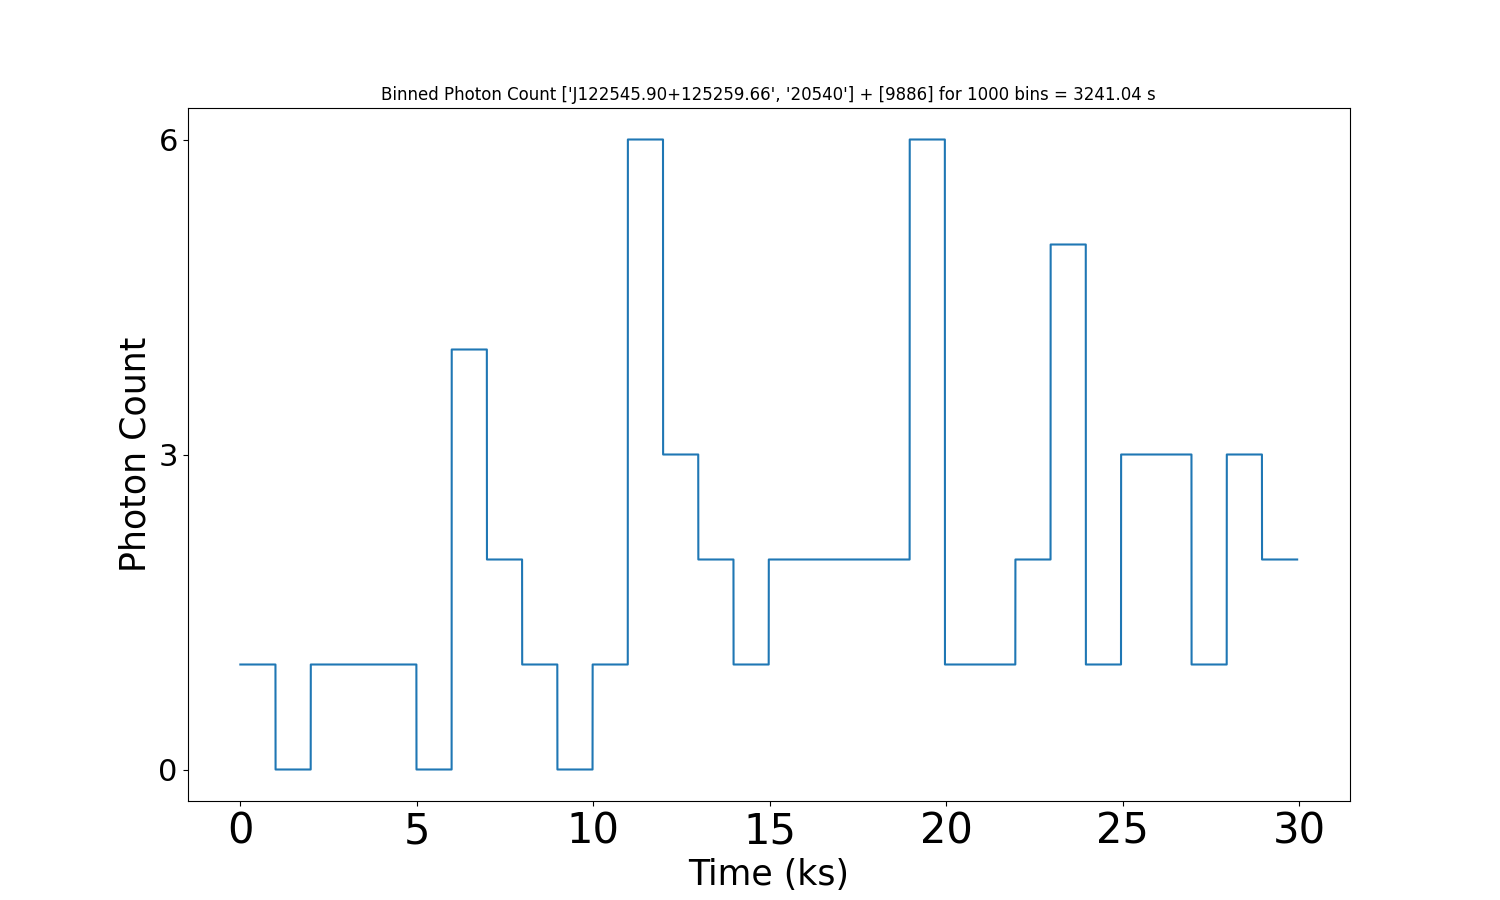 Binned Photon Count ['J122545.90+125259.66', '20540'] + [9886] for 1000 bins = 3241.04 s
6
3
0
Photon Count
0 5 10 15 20 25 30
Time (ks)